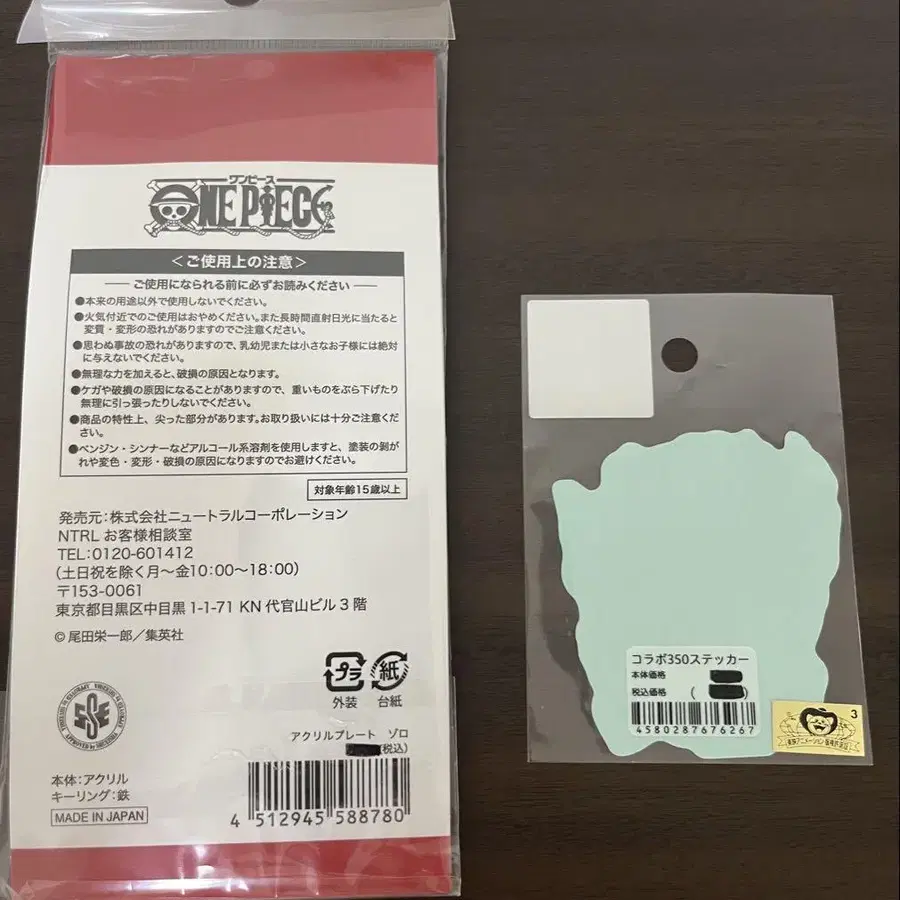 ワンピース
ONE PIECE
<ご使用上の注意>
ご使用になられる前に必ずお読みください
●本来の用途以外で使用しないでください。
●火気付近でのご使用はおやめください。また長時間直射日光に当たると
変質・変形の恐れがありますのでご注意ください。
●思わぬ事故の恐れがありますので、乳幼児または小さなお子様には絶対
に与えないでください。
●無理な力を加えると、破損の原因となります。
●ケガや破損の原因になることがありますので、重いものをぶら下げたり
無理に引っ張ったりしないでください。
●商品の特性上、尖った部分があります。お取り扱いには十分ご注意くだ
さい。
●ベンジン・シンナーなどアルコール系溶剤を使用しますと、塗装の剥が
れや変色・変形・破損の原因になりますのでお避けください。
対象年齢15歳以上
発売元:株式会社ニュートラルコーポレーション
NTRL お客様相談室
TEL:0120-601412
(土日祝を除く月〜金10:00〜18:00)
〒153-0061
東京都目黒区中目黒1-1-71 KN 代官山ビル3階
© 尾田栄一郎/集英社
プラ 紙
外装 台紙
アクリルプレート ゾロ
(税込)
本体:アクリル
キーリング:鉄
MADE IN JAPAN
4 512945 588780
コラボ350ステッカー
本体価格
税込価格 (
4580287676267
3